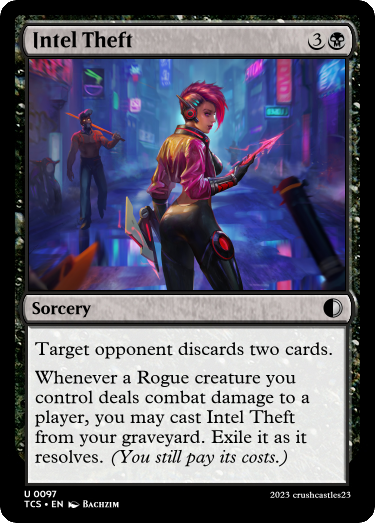 Intel Theft 3
Sorcery
Target opponent discards two cards.
Whenever a Rogue creature you
control deals combat damage to a
player, you may cast Intel Theft
from your graveyard. Exile it as it
resolves. (You still pay its costs.)
U 0097
TCS • EN Bachzim
2023 crushcastles23